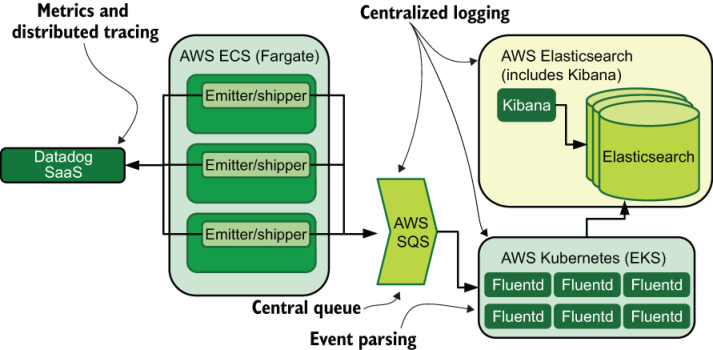 Metrics and
distributed tracing
Centralized logging
AWS ECS (Fargate)
Emitter/shipper
Emitter/shipper
Emitter/shipper
Datadog
SaaS
AWS
SQS
Central queue
Event parsing
AWS Elasticsearch
(includes Kibana)
Kibana
Elasticsearch
AWS Kubernetes (EKS)
Fluentd Fluentd Fluentd
Fluentd Fluentd Fluentd